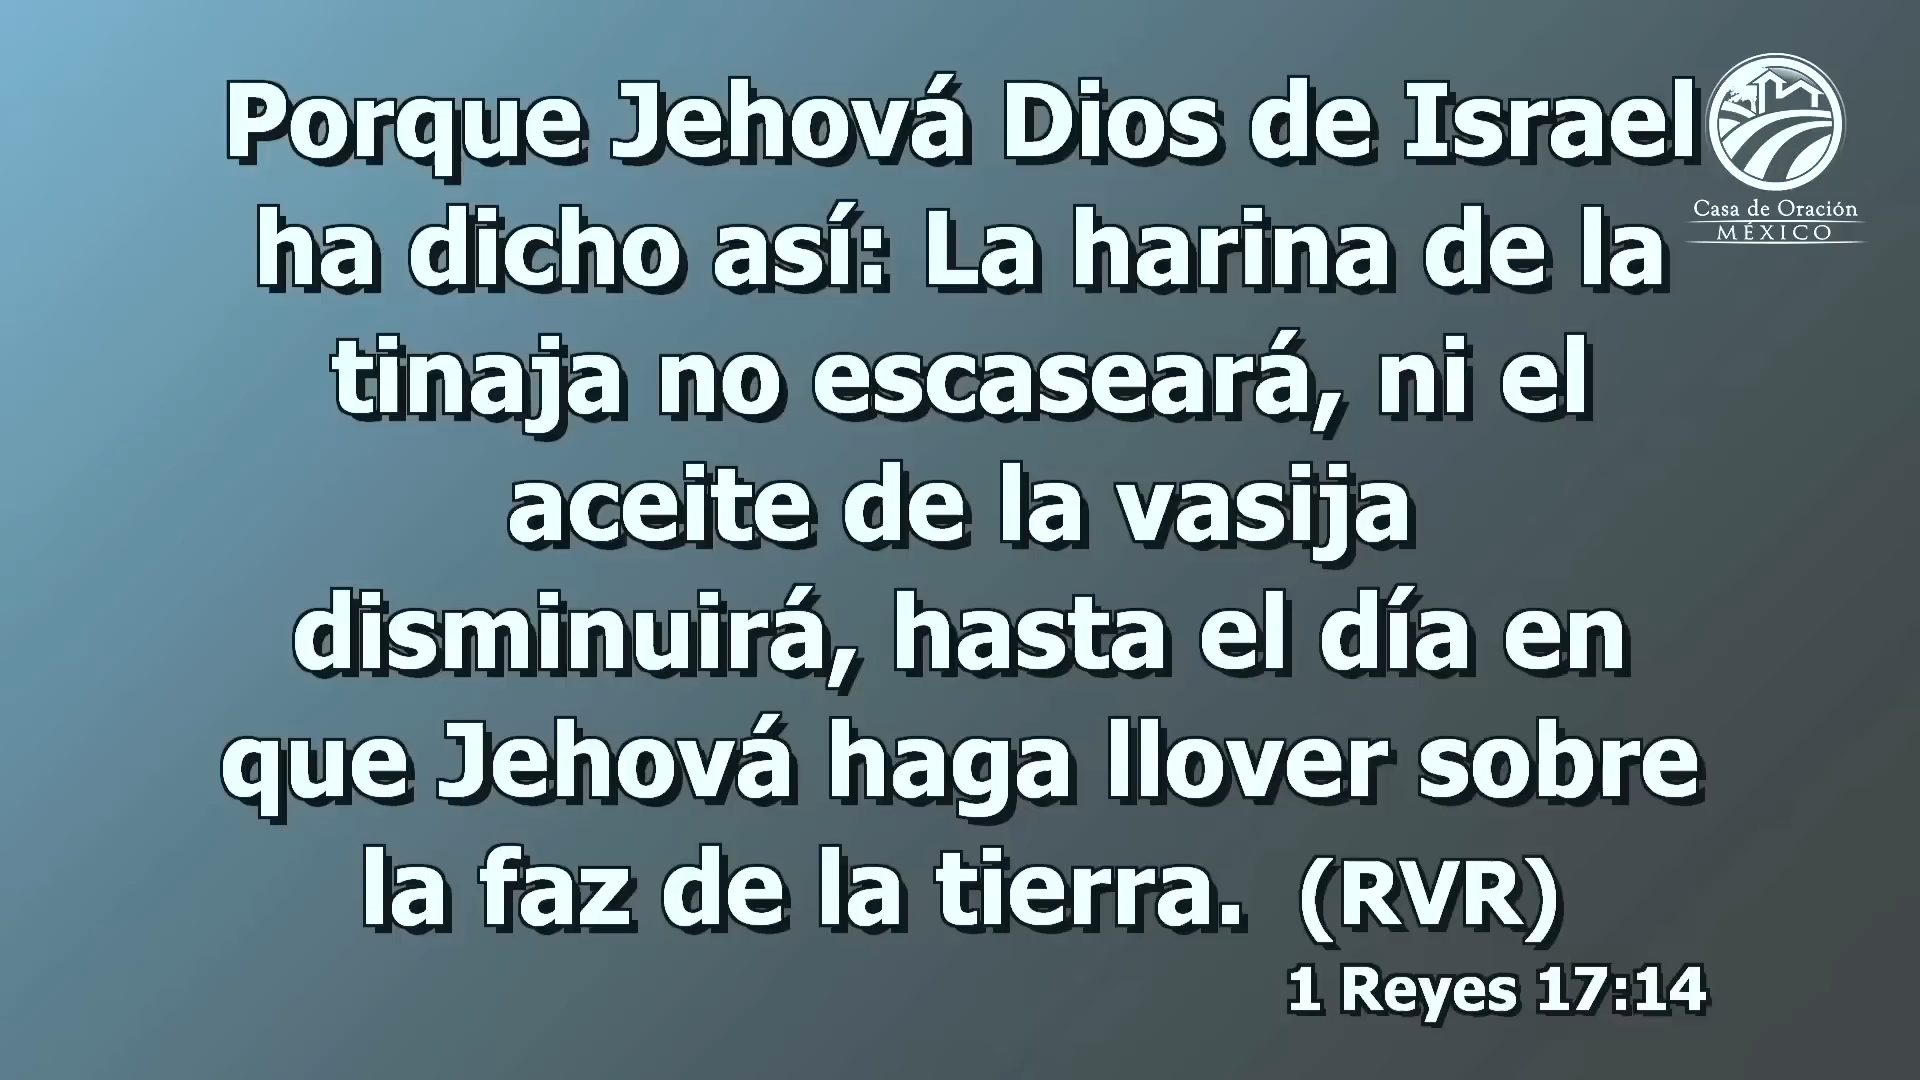 Porque Jehová Dios de Israel
ha dicho así: La harina de la
tinaja no escaseará, ni el
aceite de la vasija
disminuirá, hasta el día en
que Jehová haga llover sobre
la faz de la tierra. (RVR)
1 Reyes 17:14
Casa de Oración
MÉXICO